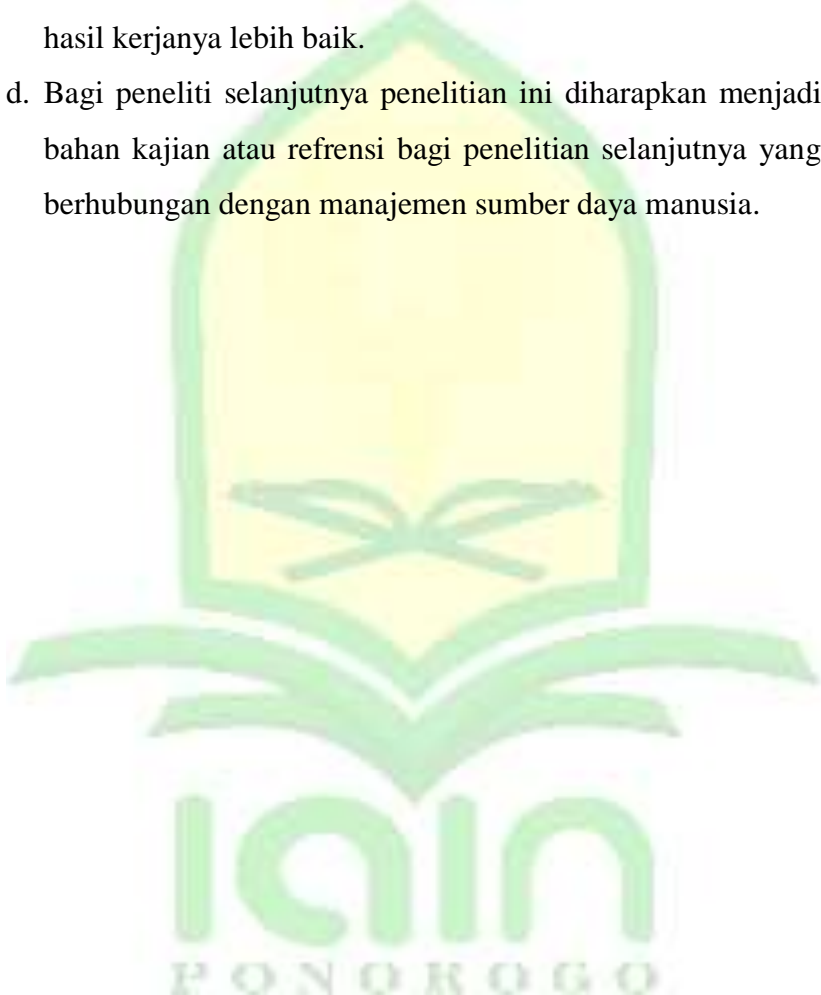 hasil kerjanya lebih baik.
d. Bagi peneliti selanjutnya penelitian ini diharapkan menjadi
bahan kajian atau refrensi bagi penelitian selanjutnya yang
berhubungan dengan manajemen sumber daya manusia.
iain
PONOROGO